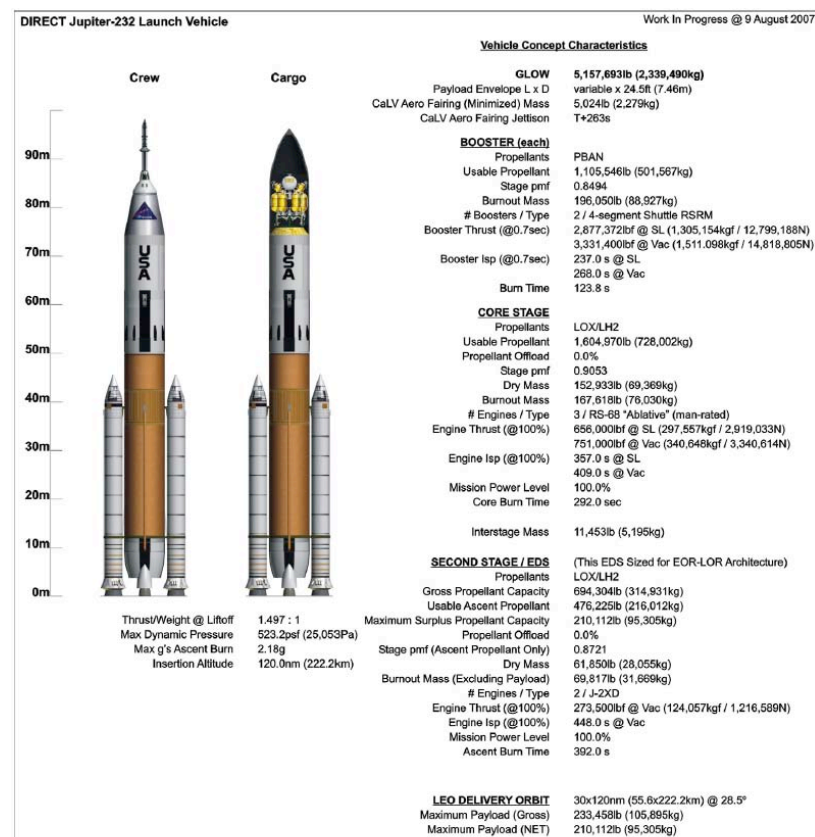 DIRECT Jupiter-232 Launch Vehicle
Work In Progress @ 9 August 2007
Crew
Cargo
90m
80m
70m
60m
50m
40m
30m
20m
10m
0m
USA
USA
Thrust/Weight @ Liftoff 1.497 : 1
Max Dynamic Pressure 523.2psf (25,053Pa)
Max g's Ascent Burn 2.18g
Insertion Altitude 120.0nm (222.2km)
Vehicle Concept Characteristics
GLOW 5,157,693lb (2,339,490kg)
Payload Envelope L x D variable x 24.5ft (7.46m)
CaLV Aero Fairing (Minimized) Mass 5,024lb (2,279kg)
CaLV Aero Fairing Jettison T+263s
BOOSTER (each)
Propellants PBAN
Usable Propellant 1,105,546lb (501,567kg)
Stage pmf 0.8494
Burnout Mass 196,050lb (88,927kg)
# Boosters / Type 2 / 4-segment Shuttle RSRM
Booster Thrust (@0.7sec) 2,877,372lbf @ SL (1,305,154kgf / 12,799,188N)
3,331,400lbf @ Vac (1,511.098kgf / 14,818,805N)
Booster Isp (@0.7sec) 237.0 s @ SL
268.0 s @ Vac
Burn Time 123.8 s
CORE STAGE
Propellants LOX/LH2
Usable Propellant 1,604,970lb (728,002kg)
Propellant Offload 0.0%
Stage pmf 0.9053
Dry Mass 152,933lb (69,369kg)
Burnout Mass 167,618lb (76,030kg)
# Engines / Type 3 / RS-68 "Ablative" (man-rated)
Engine Thrust (@100%) 656,000lbf @ SL (297,557kgf / 2,919,033N)
751,000lbf @ Vac (340,648kgf / 3,340,614N)
Engine Isp (@100%) 357.0 s @ SL
409.0 s @ Vac
Mission Power Level 100.0%
Core Burn Time 292.0 sec
Interstage Mass 11,453lb (5,195kg)
SECOND STAGE / EDS (This EDS Sized for EOR-LOR Architecture)
Propellants LOX/LH2
Gross Propellant Capacity 694,304lb (314,931kg)
Usable Ascent Propellant 476,225lb (216,012kg)
Maximum Surplus Propellant Capacity 210,112lb (95,305kg)
Propellant Offload 0.0%
Stage pmf (Ascent Propellant Only) 0.8721
Dry Mass 61,850lb (28,055kg)
Burnout Mass (Excluding Payload) 69,817lb (31,669kg)
# Engines / Type 2 / J-2XD
Engine Thrust (@100%) 273,500lbf @ Vac (124,057kgf / 1,216,589N)
Engine Isp (@100%) 448.0 s @ Vac
Mission Power Level 100.0%
Ascent Burn Time 392.0 s
LEO DELIVERY ORBIT 30x120nm (55.6x222.2km) @ 28.5°
Maximum Payload (Gross) 233,458lb (105,895kg)
Maximum Payload (NET) 210,112lb (95,305kg)